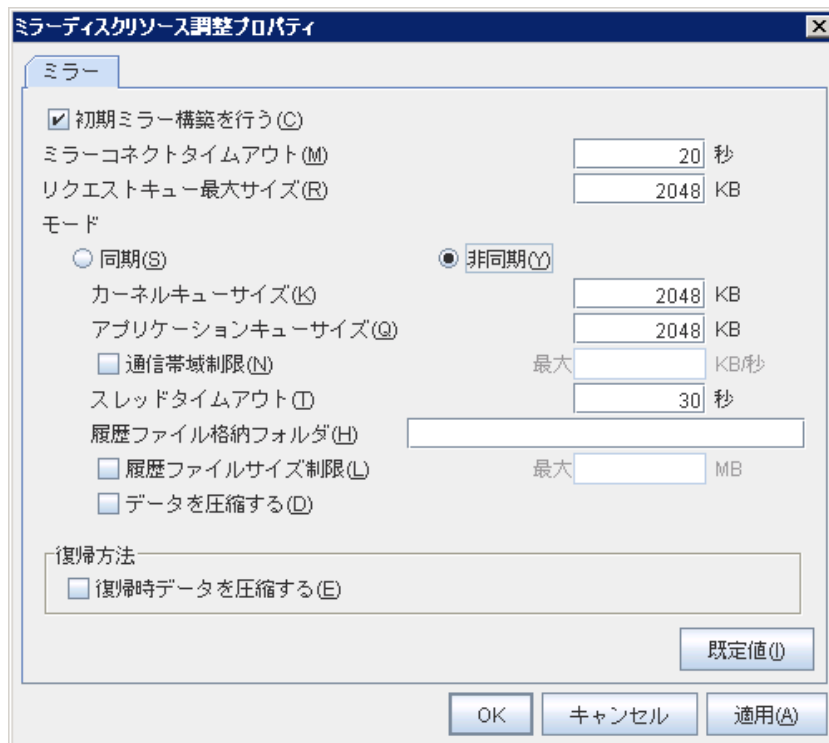 ミラーディスクリソース調整プロパティ
ミラー
初期ミラー構築を行う(C)
ミラーコネクトタイムアウト(M) 20 秒
リクエストキュー最大サイズ(R) 2048 KB
モード
同期(S) 非同期(Y)
カーネルキューサイズ(K) 2048 KB
アプリケーションキューサイズ(Q) 2048 KB
通信帯域制限(N) 最大 KB/秒
スレッドタイムアウト(T) 30 秒
履歴ファイル格納フォルダ(H)
履歴ファイルサイズ制限(L) 最大 MB
データを圧縮する(D)
復帰方法
復帰時データを圧縮する(E)
既定値(I)
OK キャンセル 適用(A)